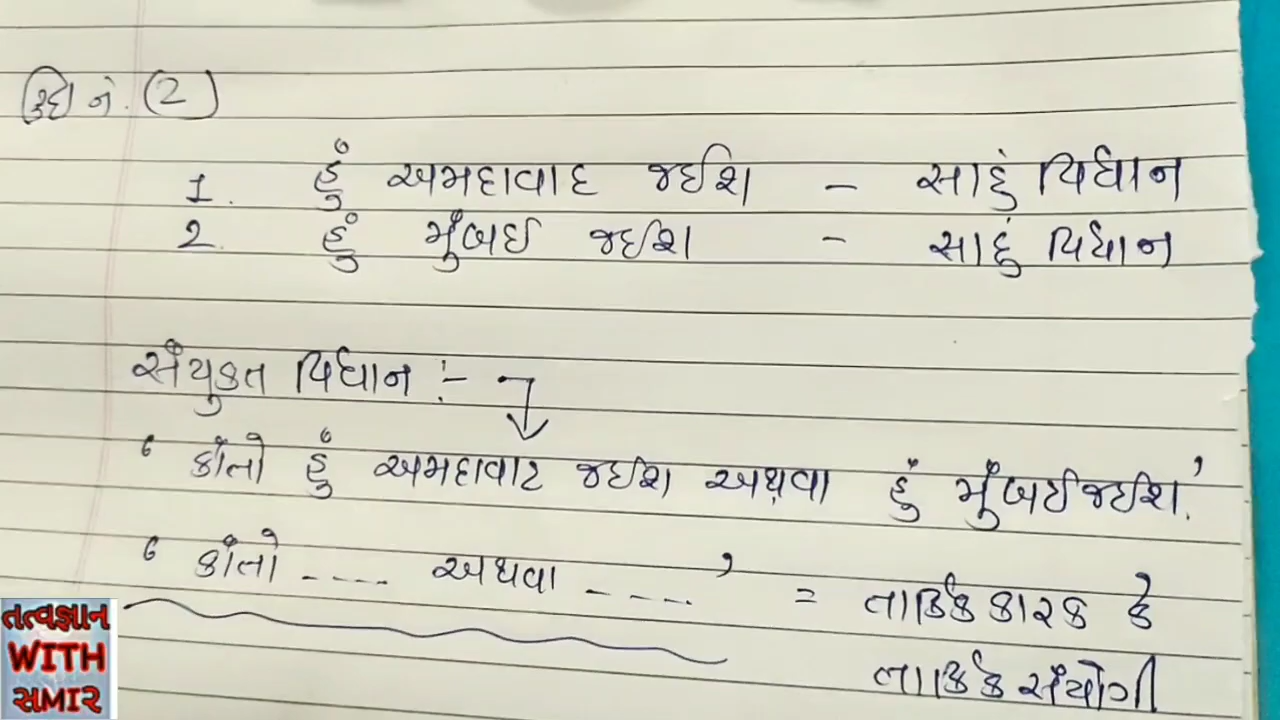 ઉદા નં. (2)
1. હું અમદાવાદ જઈશ – સાદું વિધાન
2. હું મુંબઈ જઈશ – સાદું વિધાન
સંયુક્ત વિધાન :-
‘ કાંતો હું અમદાવાદ જઈશ અથવા હું મુંબઈ જઈશ.’
‘ કાંતો ---- અથવા ----’ = તાર્કિક કારક કે
તાર્કિક સંયોગી
તત્વજ્ઞાન
WITH
સમીર